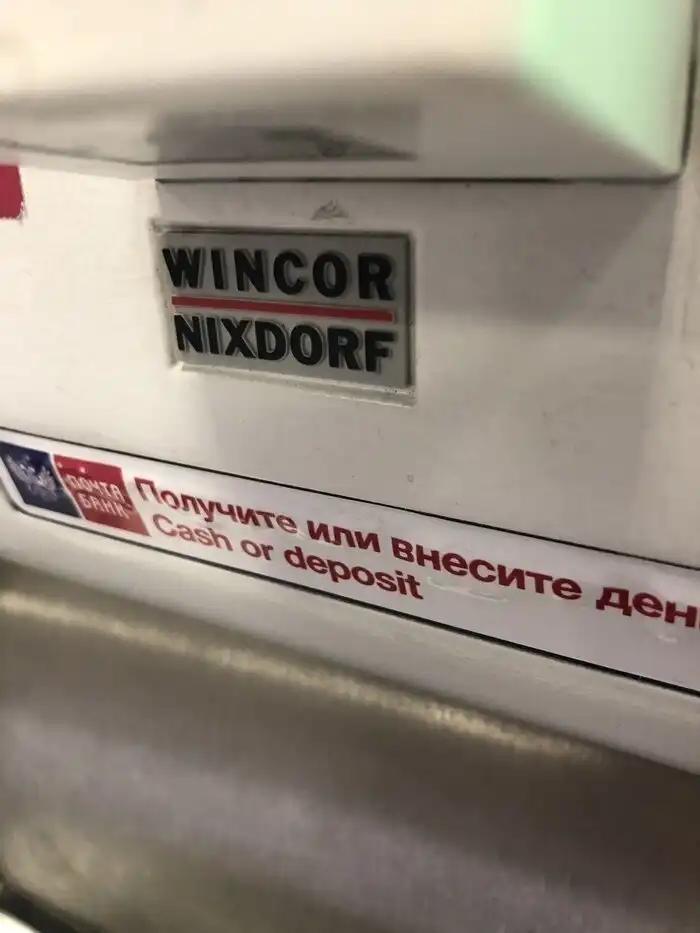 WINCOR
NIXDORF
ПОЧТА
БАНК
Получите или внесите
Cash or deposit